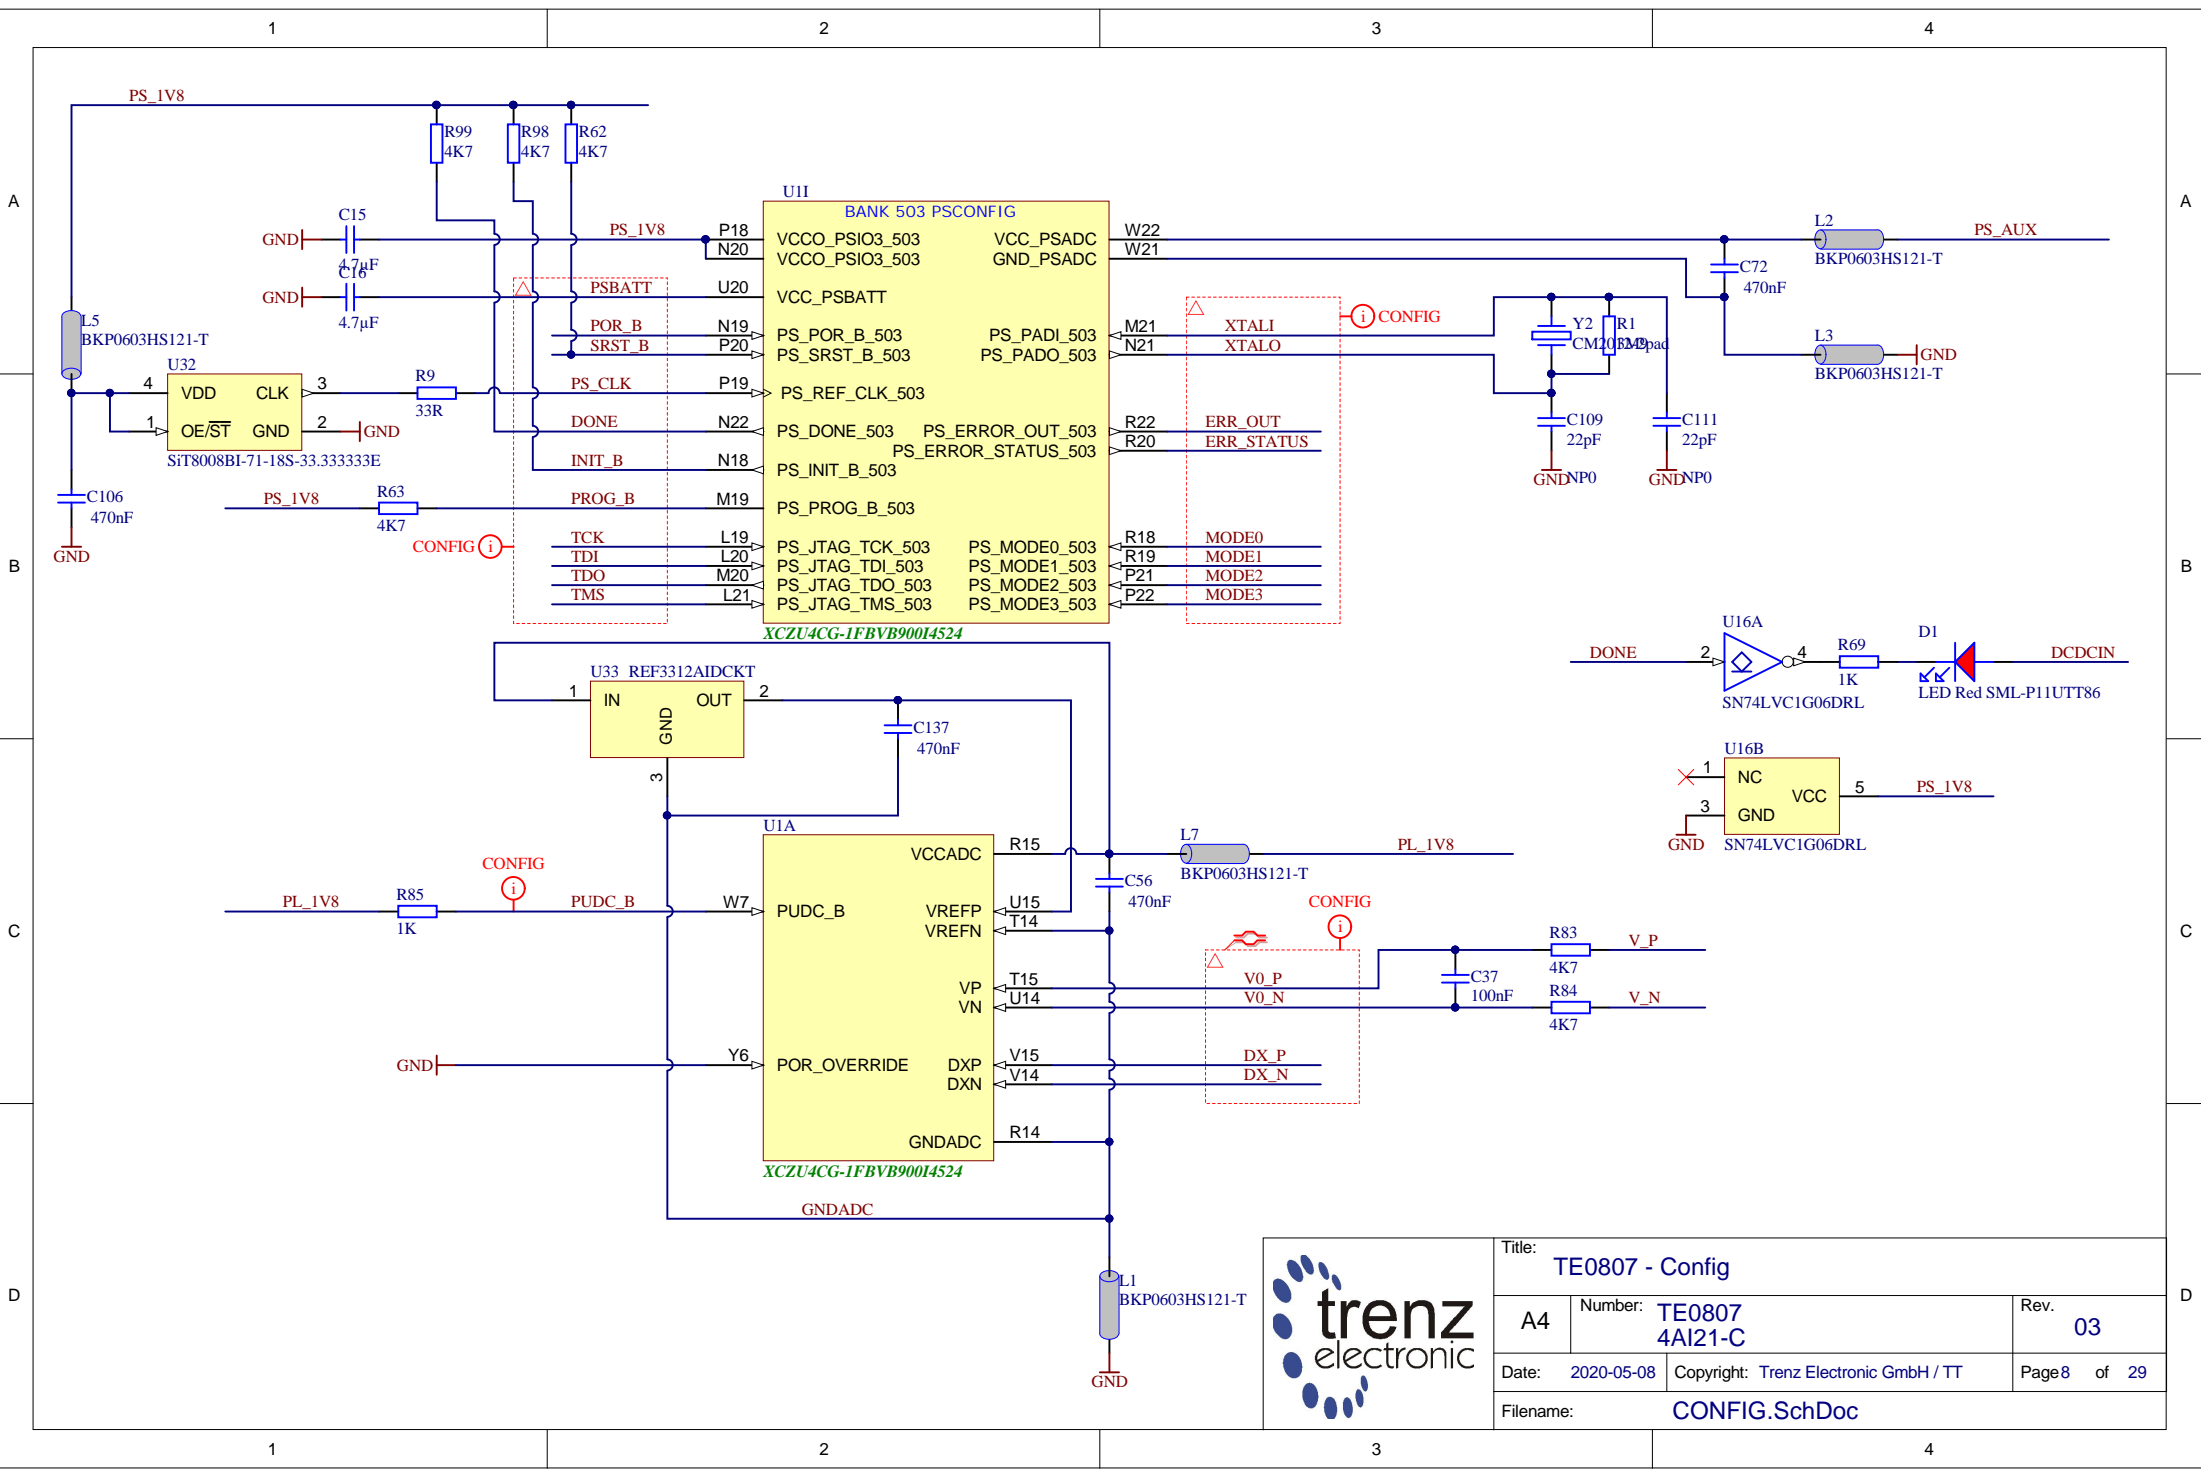 1 2 3 4
A
B
C
D
PS_1V8
R99
4K7
R98
4K7
R62
4K7
C15
GND
4.7µF
PS_1V8
C16
GND
4.7µF
PSBATT
POR_B
SRST_B
PS_CLK
DONE
INIT_B
PROG_B
TCK
TDI
TDO
TMS
CONFIG
i
L5
BKP0603HS121-T
U32
4 VDD CLK 3
1 OE/ST GND 2
GND
SiT8008BI-71-18S-33.333333E
R9
33R
C106
470nF
GND
PS_1V8
R63
4K7
U1I
BANK 503 PSCONFIG
P18 VCCO_PSIO3_503
N20 VCCO_PSIO3_503
U20 VCC_PSBATT
N19 PS_POR_B_503
P20 PS_SRST_B_503
P19 PS_REF_CLK_503
N22 PS_DONE_503
N18 PS_INIT_B_503
M19 PS_PROG_B_503
L19 PS_JTAG_TCK_503
L20 PS_JTAG_TDI_503
M20 PS_JTAG_TDO_503
L21 PS_JTAG_TMS_503
VCC_PSADC W22
GND_PSADC W21
PS_PADI_503 M21
PS_PADO_503 N21
PS_ERROR_OUT_503 R22
PS_ERROR_STATUS_503 R20
PS_MODE0_503 R18
PS_MODE1_503 R19
PS_MODE2_503 P21
PS_MODE3_503 P22
XCZU4CG-1FBVB900I4524
XTALI
XTALO
ERR_OUT
ERR_STATUS
MODE0
MODE1
MODE2
MODE3
i CONFIG
Y2
R1
C109
22pF
GND NP0
C111
22pF
GND NP0
L2
BKP0603HS121-T
PS_AUX
C72
470nF
L3
BKP0603HS121-T
GND
DONE
U16A
2 4
SN74LVC1G06DRL
R69
1K
D1
LED Red SML-P11UTT86
DCDCIN
U16B
1 NC
VCC 5
3 GND
GND
SN74LVC1G06DRL
PS_1V8
U33 REF3312AIDCKT
1 IN OUT 2
GND
3
C137
470nF
U1A
VCCADC R15
W7 PUDC_B
VREFP U15
VREFN T14
VP T15
VN U14
Y6 POR_OVERRIDE
DXP V15
DXN V14
GNDADC R14
XCZU4CG-1FBVB900I4524
PL_1V8
R85
1K
CONFIG
i
PUDC_B
GND
GNDADC
L7
BKP0603HS121-T
PL_1V8
C56
470nF
CONFIG
i
V0_P
V0_N
DX_P
DX_N
C37
100nF
R83
4K7
V_P
R84
4K7
V_N
L1
BKP0603HS121-T
GND
trenz
electronic
Title:
TE0807 - Config
A4
Number: TE0807
4AI21-C
Rev.
03
Date: 2020-05-08 Copyright: Trenz Electronic GmbH / TT Page 8 of 29
Filename: CONFIG.SchDoc
A
B
C
D
1 2 3 4